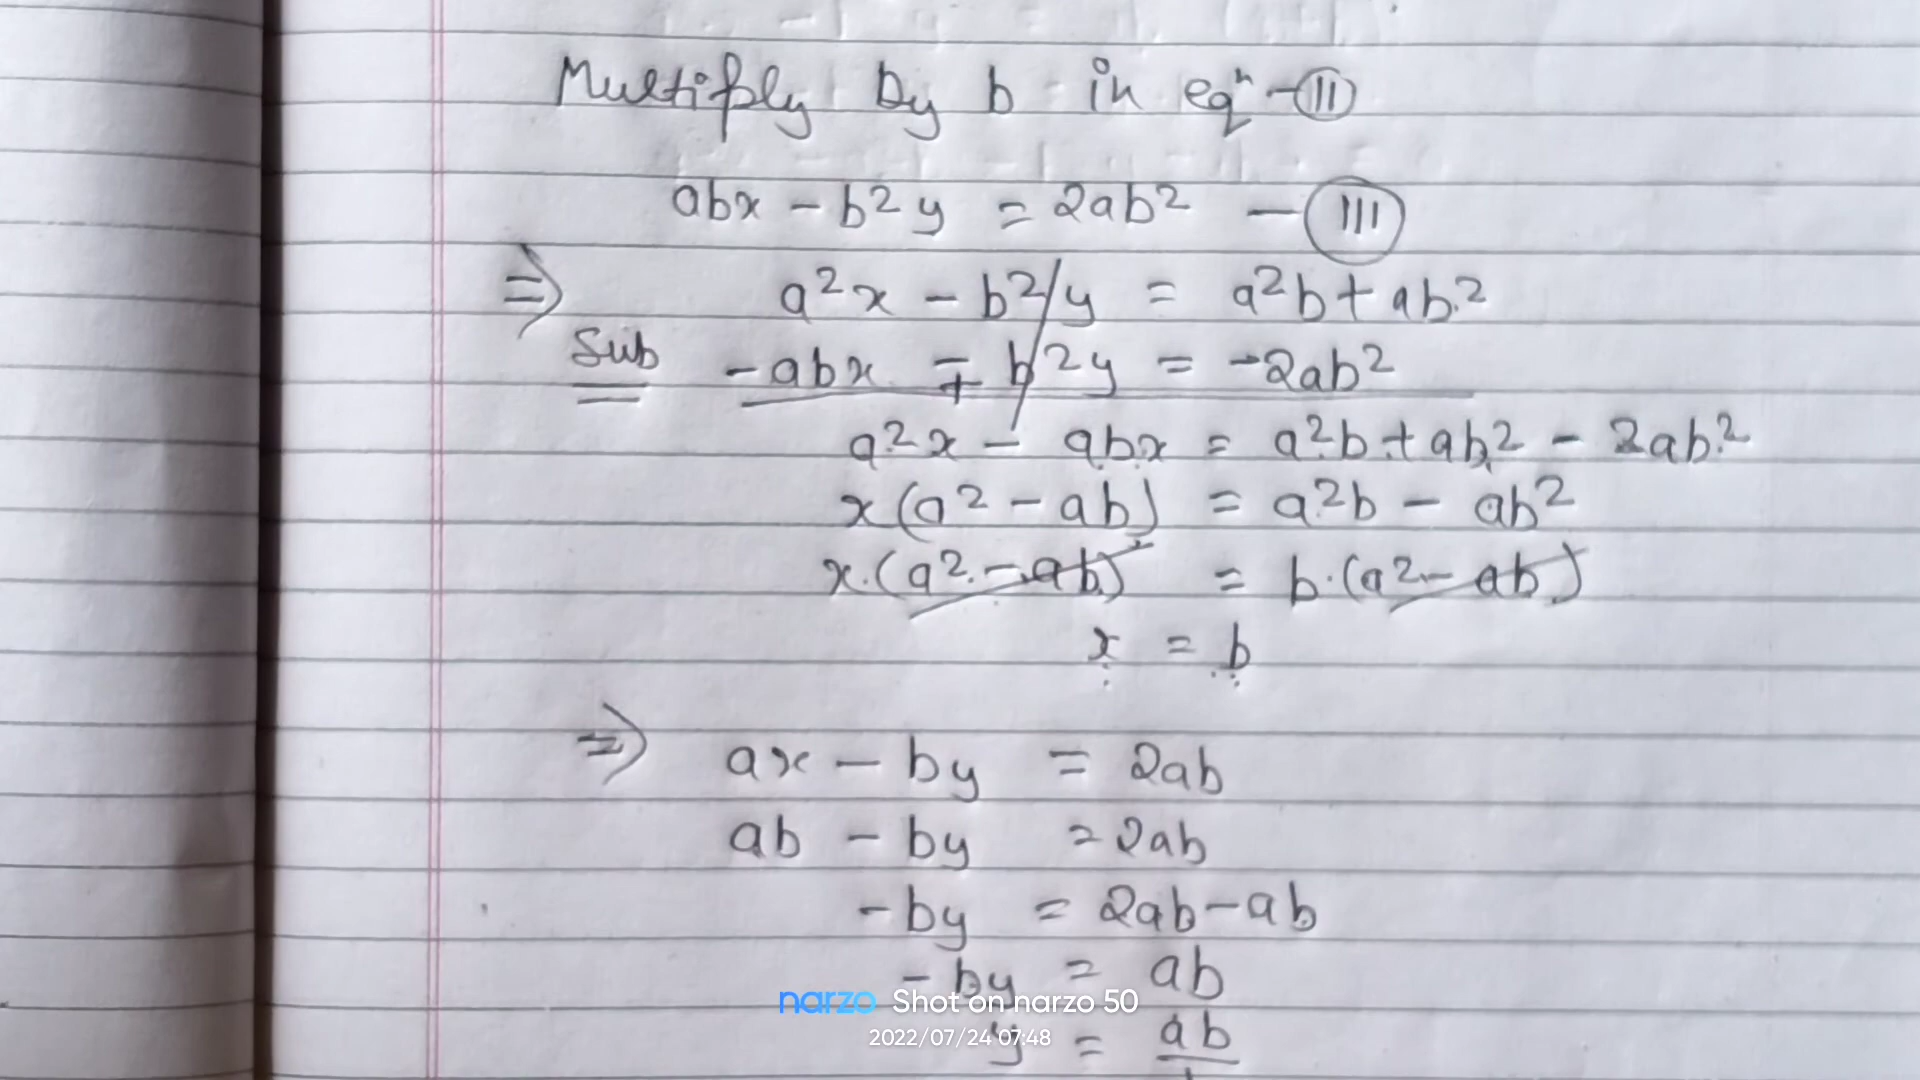 Multiply by b in eqⁿ - II
abx - b²y = 2ab² - III
⇒ a²x - b²y = a²b + ab²
Sub -abx ∓ b²y = -2ab²
a²x - abx = a²b + ab² - 2ab²
x(a² - ab) = a²b - ab²
x.(a² - ab) = b.(a² - ab)
x = b
⇒ ax - by = 2ab
ab - by = 2ab
-by = 2ab - ab
-by = ab
narzo Shot on narzo 50
2022/07/24 07:48
y = ab